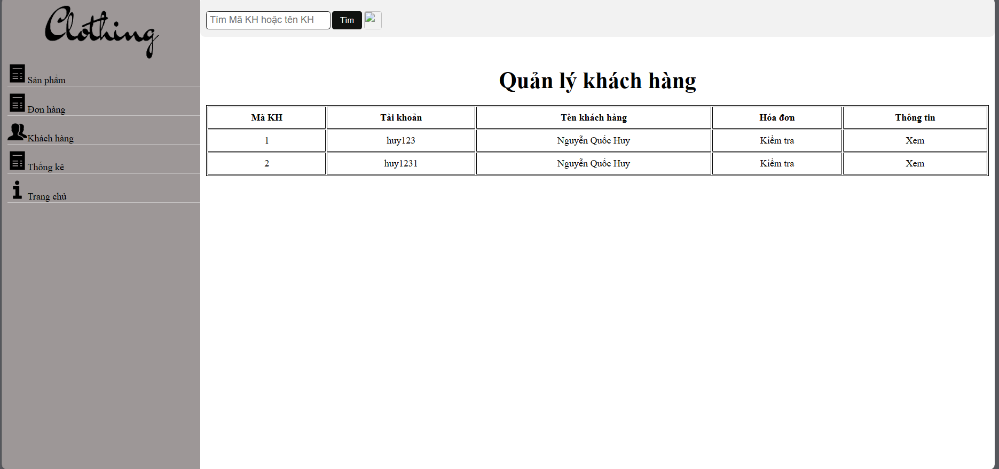 Clothing
Sản phẩm
Đơn hàng
Khách hàng
Thống kê
Trang chủ
Tìm Mã KH hoặc tên KH Tìm
Quản lý khách hàng
Mã KH Tài khoản Tên khách hàng Hóa đơn Thông tin
1 huy123 Nguyễn Quốc Huy Kiểm tra Xem
2 huy1231 Nguyễn Quốc Huy Kiểm tra Xem